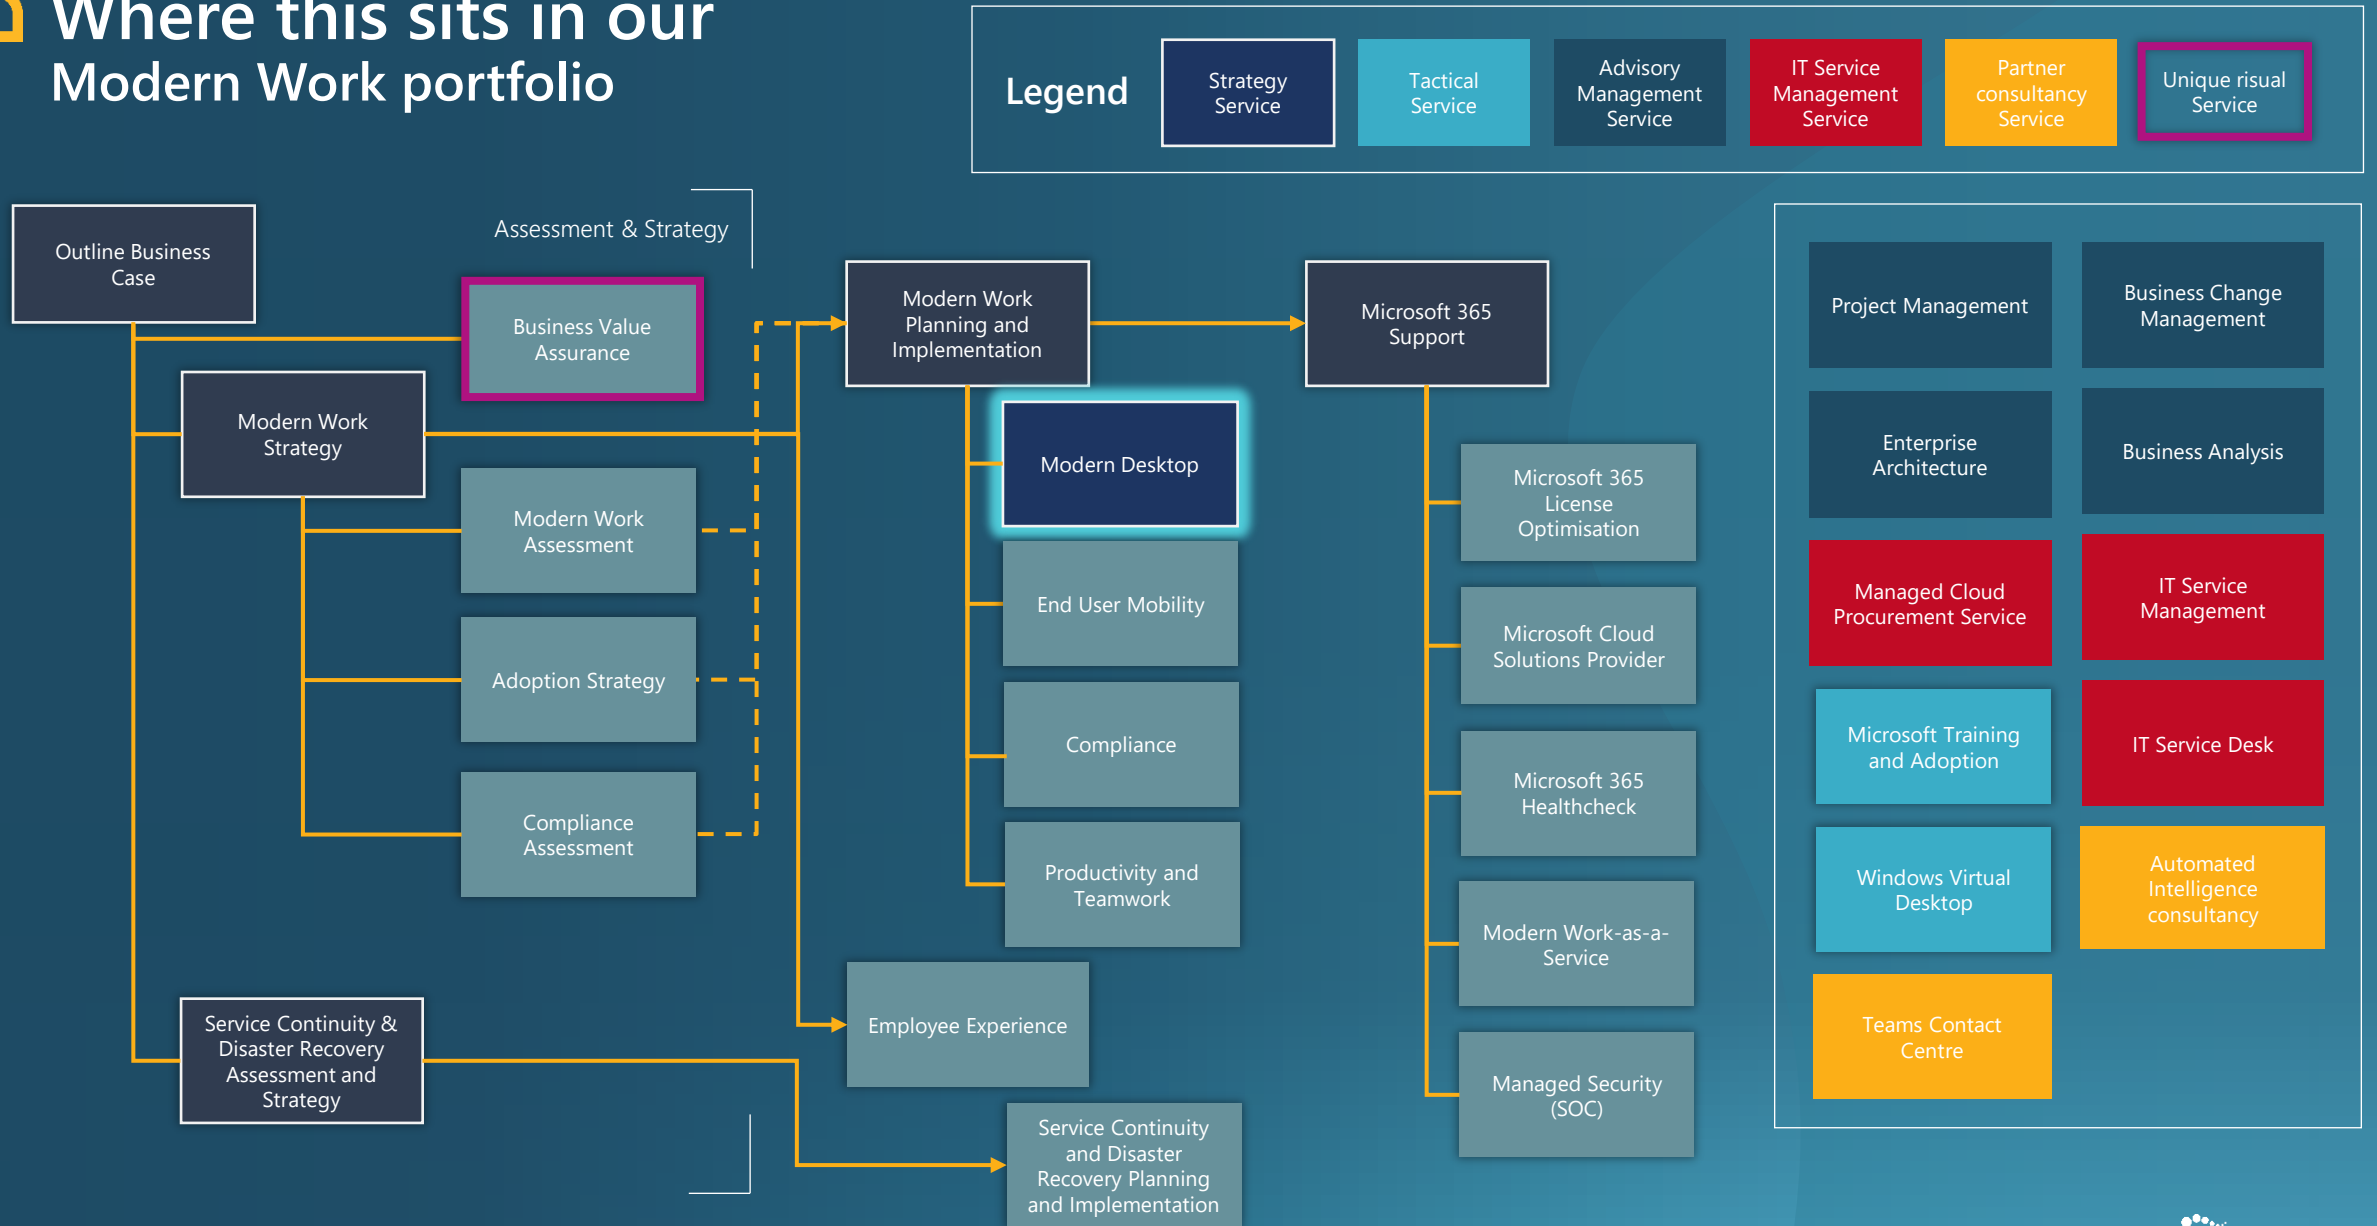 Where this sits in our
Modern Work portfolio
Legend
Strategy
Service
Tactical
Service
Advisory
Management
Service
IT Service
Management
Service
Partner
consultancy
Service
Unique risual
Service
Outline Business
Case
Assessment & Strategy
Business Value
Assurance
Modern Work
Strategy
Modern Work
Assessment
Adoption Strategy
Compliance
Assessment
Service Continuity &
Disaster Recovery
Assessment and
Strategy
Modern Work
Planning and
Implementation
Modern Desktop
End User Mobility
Compliance
Productivity and
Teamwork
Employee Experience
Service Continuity
and Disaster
Recovery Planning
and Implementation
Microsoft 365
Support
Microsoft 365
License
Optimisation
Microsoft Cloud
Solutions Provider
Microsoft 365
Healthcheck
Modern Work-as-a-
Service
Managed Security
(SOC)
Project Management
Business Change
Management
Enterprise
Architecture
Business Analysis
Managed Cloud
Procurement Service
IT Service
Management
Microsoft Training
and Adoption
IT Service Desk
Windows Virtual
Desktop
Automated
Intelligence
consultancy
Teams Contact
Centre